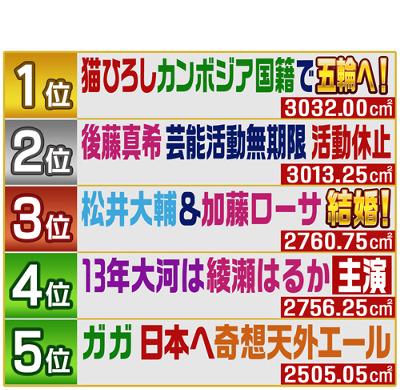 1位 猫ひろしカンボジア国籍で五輪へ!
3032.00c㎡
2位 後藤真希 芸能活動無期限 活動休止
3013.25c㎡
3位 松井大輔&加藤ローサ 結婚!
2760.75c㎡
4位 13年大河は綾瀬はるか 主演
2756.25c㎡
5位 ガガ 日本へ奇想天外エール
2505.05c㎡